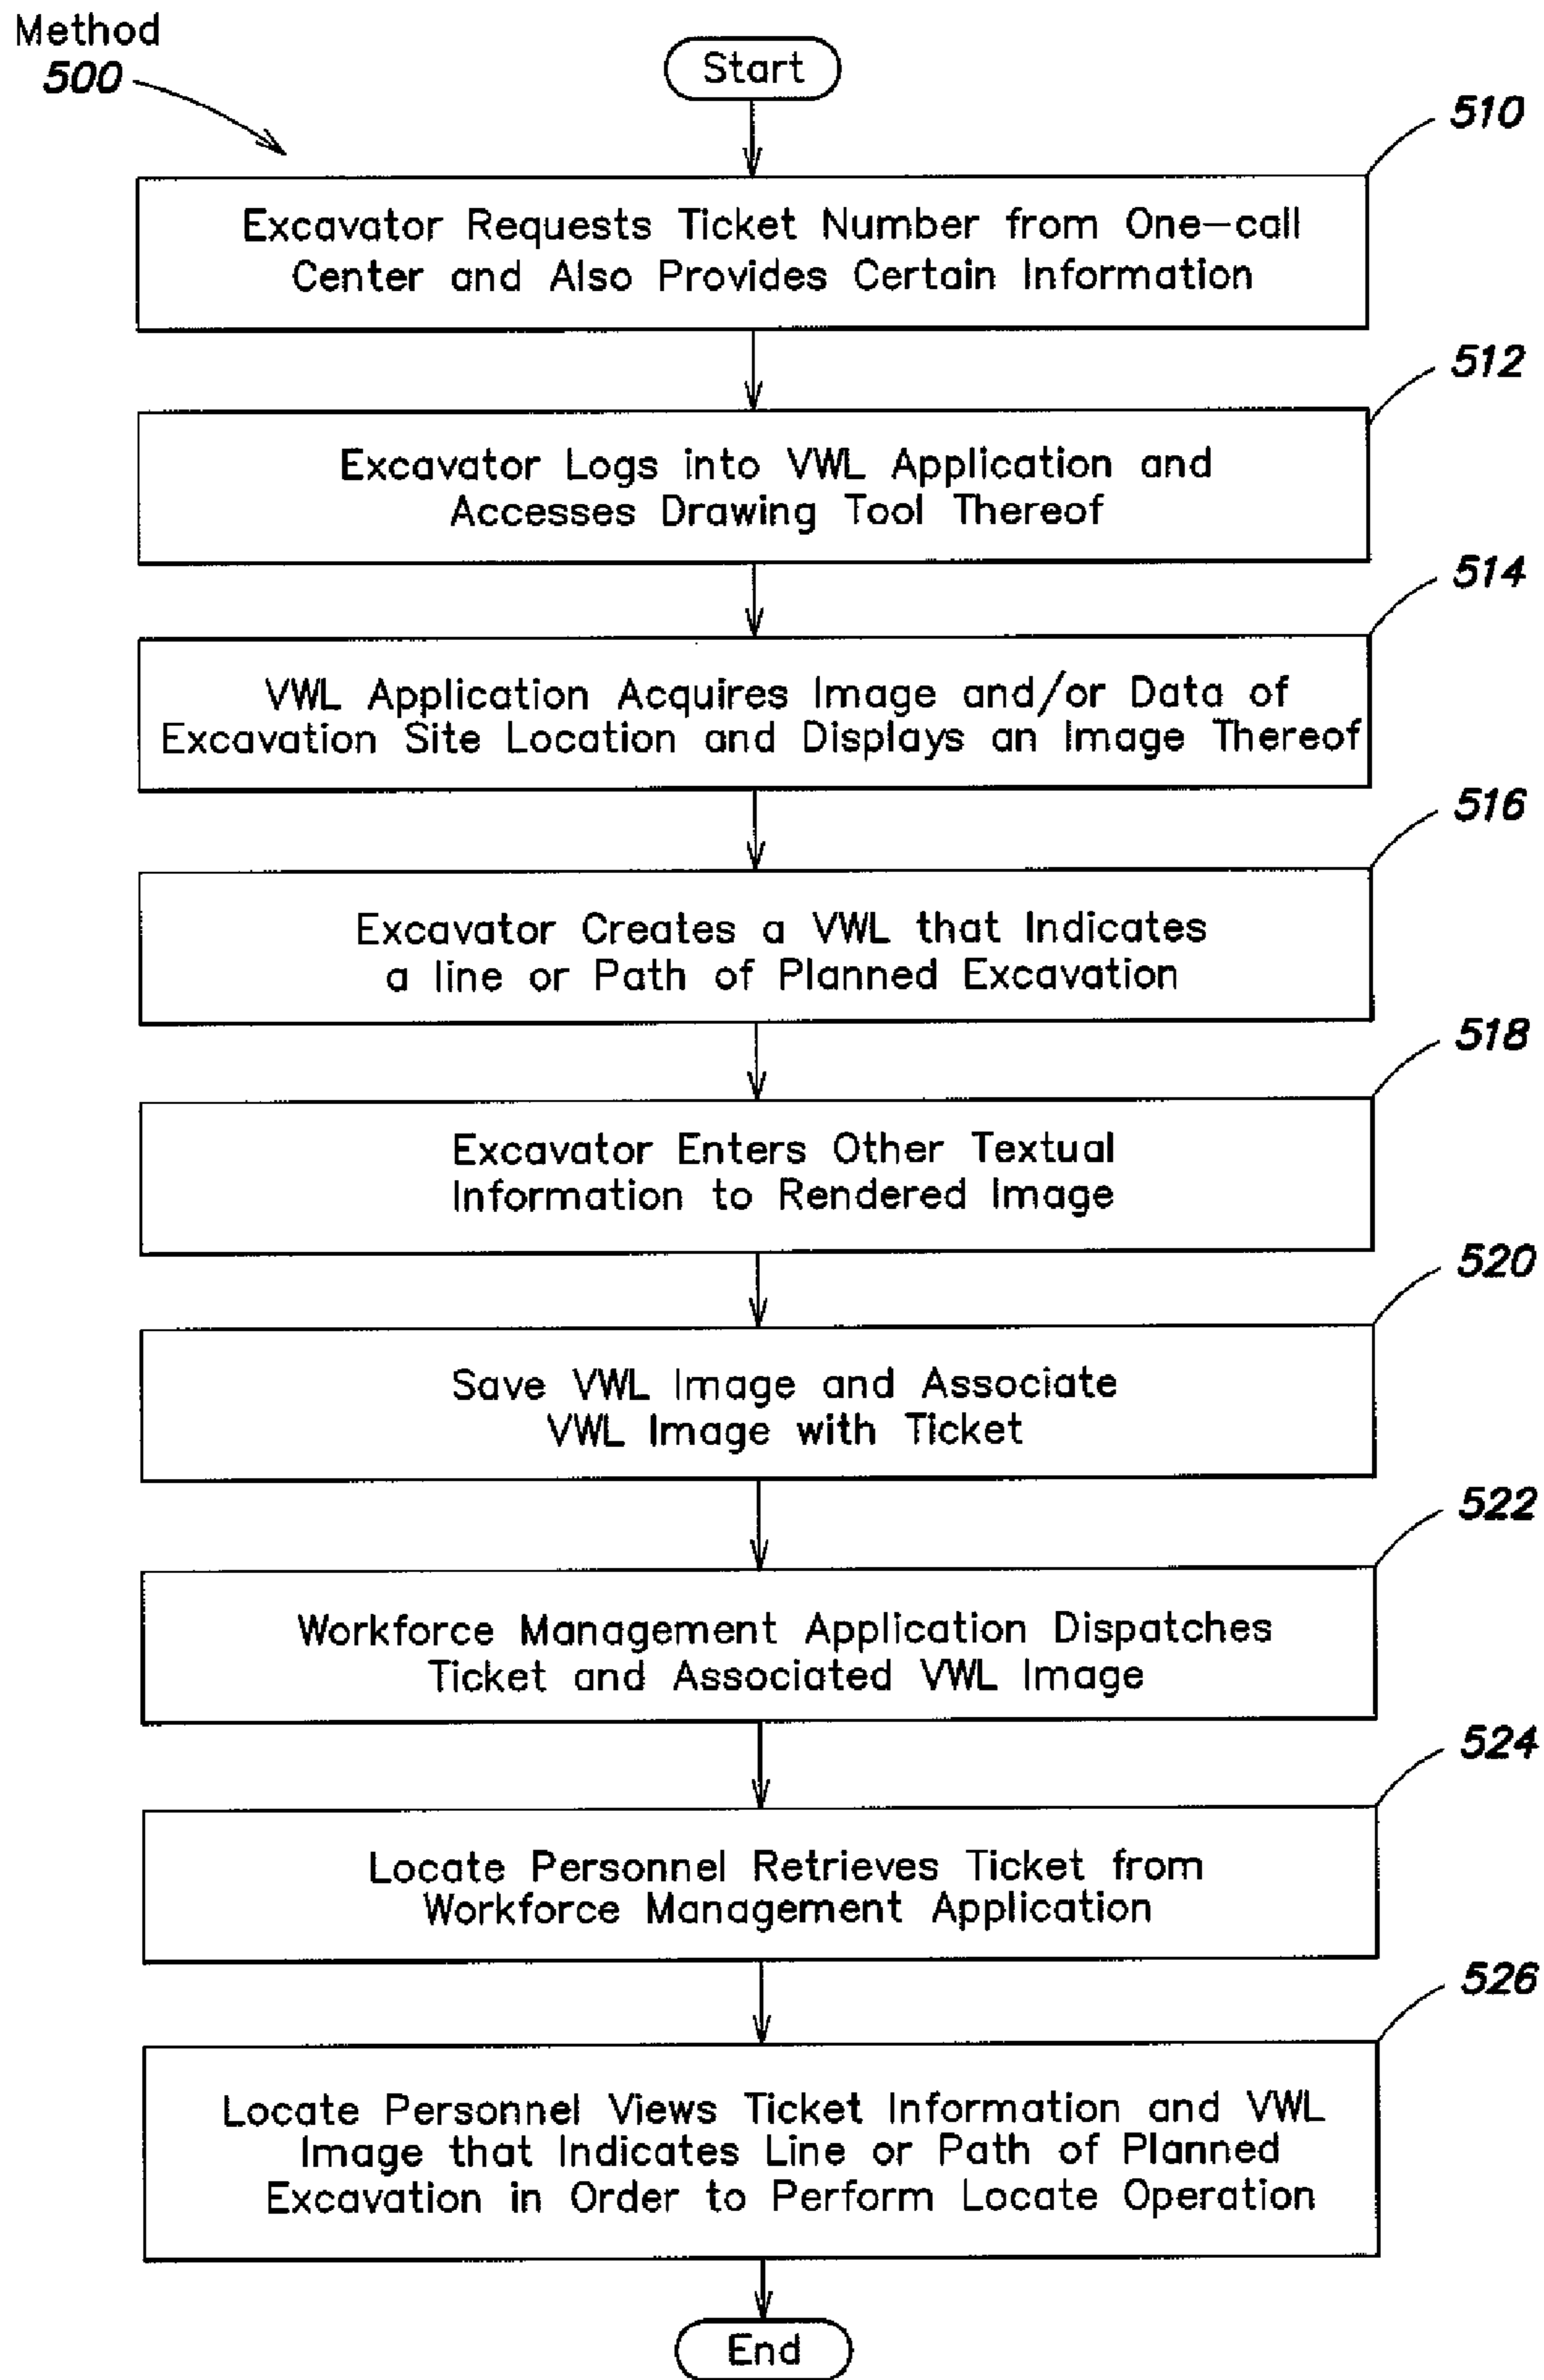 Method
500
Start
510
Excavator Requests Ticket Number from One-call
Center and Also Provides Certain Information
512
Excavator Logs into VWL Application and
Accesses Drawing Tool Thereof
514
VWL Application Acquires Image and/or Data of
Excavation Site Location and Displays an Image Thereof
516
Excavator Creates a VWL that Indicates
a line or Path of Planned Excavation
518
Excavator Enters Other Textual
Information to Rendered Image
520
Save VWL Image and Associate
VWL Image with Ticket
522
Workforce Management Application Dispatches
Ticket and Associated VWL Image
524
Locate Personnel Retrieves Ticket from
Workforce Management Application
526
Locate Personnel Views Ticket Information and VWL
Image that Indicates Line or Path of Planned
Excavation in Order to Perform Locate Operation
End